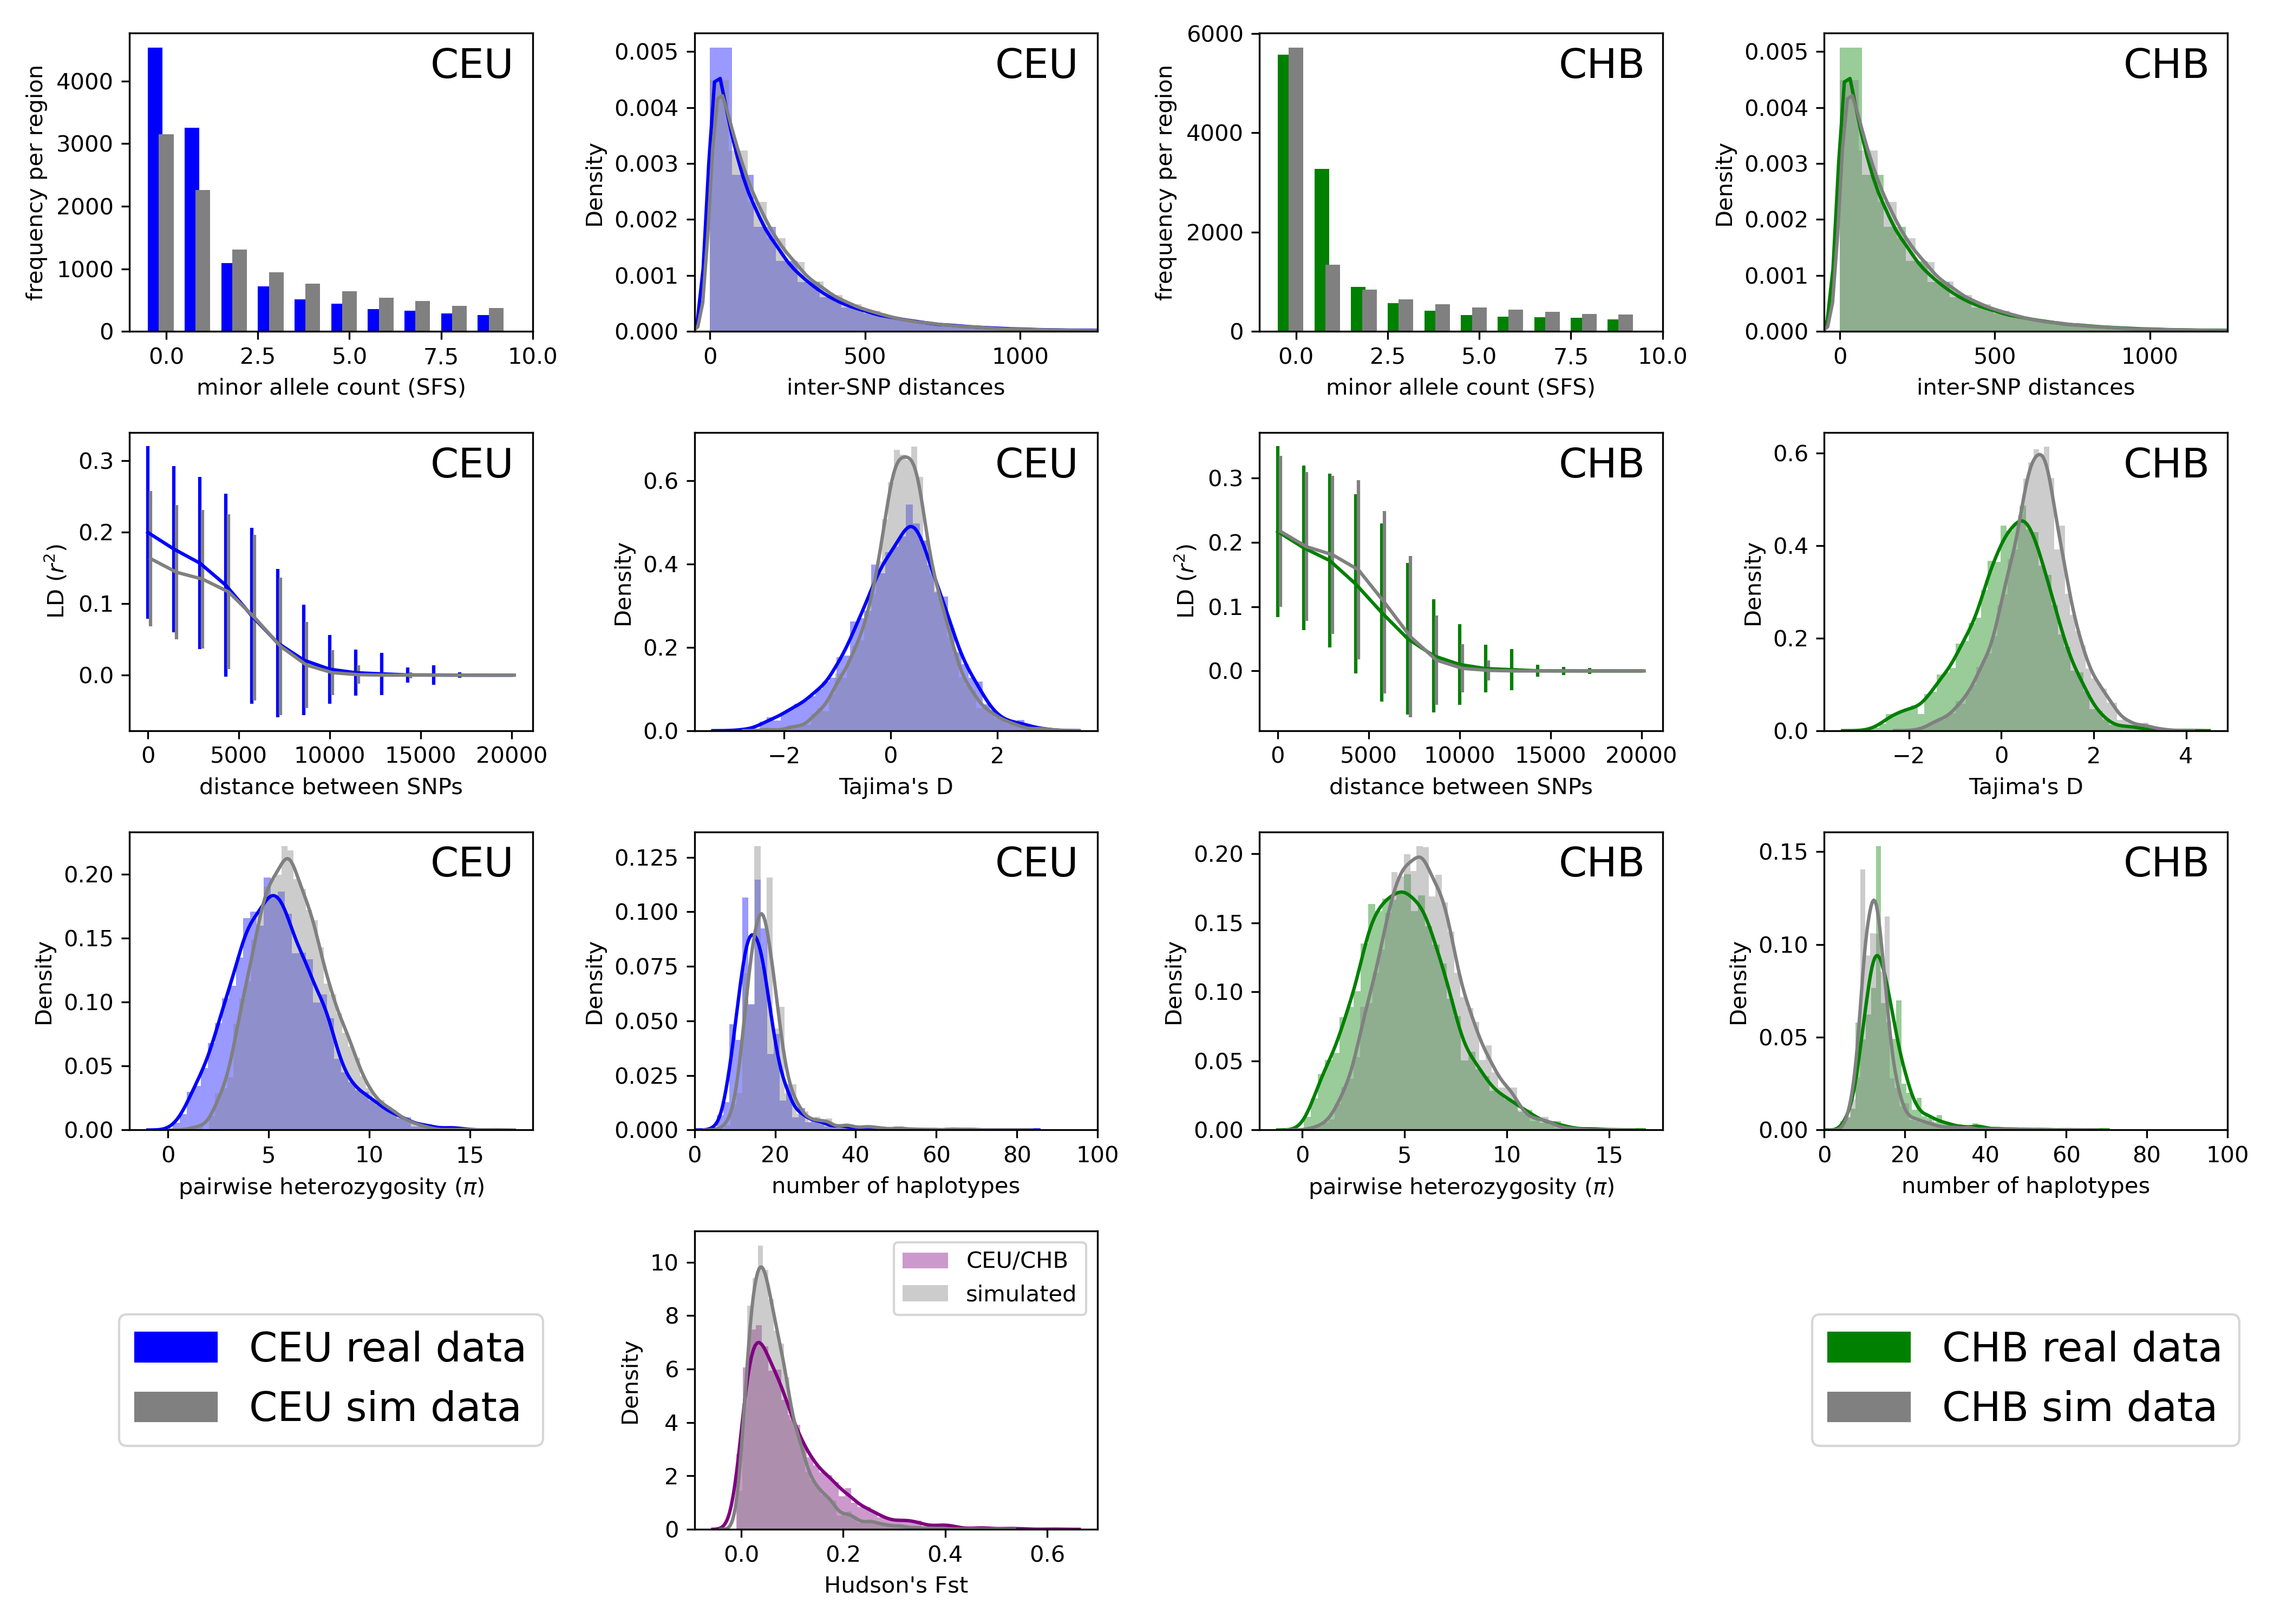 CEU
frequency per region
4000
3000
2000
1000
0
0.0 2.5 5.0 7.5 10.0
minor allele count (SFS)
CEU
Density
0.005
0.004
0.003
0.002
0.001
0.000
0 500 1000
inter-SNP distances
CHB
frequency per region
6000
4000
2000
0
0.0 2.5 5.0 7.5 10.0
minor allele count (SFS)
CHB
Density
0.005
0.004
0.003
0.002
0.001
0.000
0 500 1000
inter-SNP distances
CEU
LD (r²)
0.3
0.2
0.1
0.0
0 5000 10000 15000 20000
distance between SNPs
CEU
Density
0.6
0.4
0.2
0.0
−2 0 2
Tajima's D
CHB
LD (r²)
0.3
0.2
0.1
0.0
0 5000 10000 15000 20000
distance between SNPs
CHB
Density
0.6
0.4
0.2
0.0
−2 0 2 4
Tajima's D
CEU
Density
0.20
0.15
0.10
0.05
0.00
0 5 10 15
pairwise heterozygosity (π)
CEU
Density
0.125
0.100
0.075
0.050
0.025
0.000
0 20 40 60 80 100
number of haplotypes
CHB
Density
0.20
0.15
0.10
0.05
0.00
0 5 10 15
pairwise heterozygosity (π)
CHB
Density
0.15
0.10
0.05
0.00
0 20 40 60 80 100
number of haplotypes
CEU real data
CEU sim data
CEU/CHB
simulated
Density
10
8
6
4
2
0
0.0 0.2 0.4 0.6
Hudson's Fst
CHB real data
CHB sim data